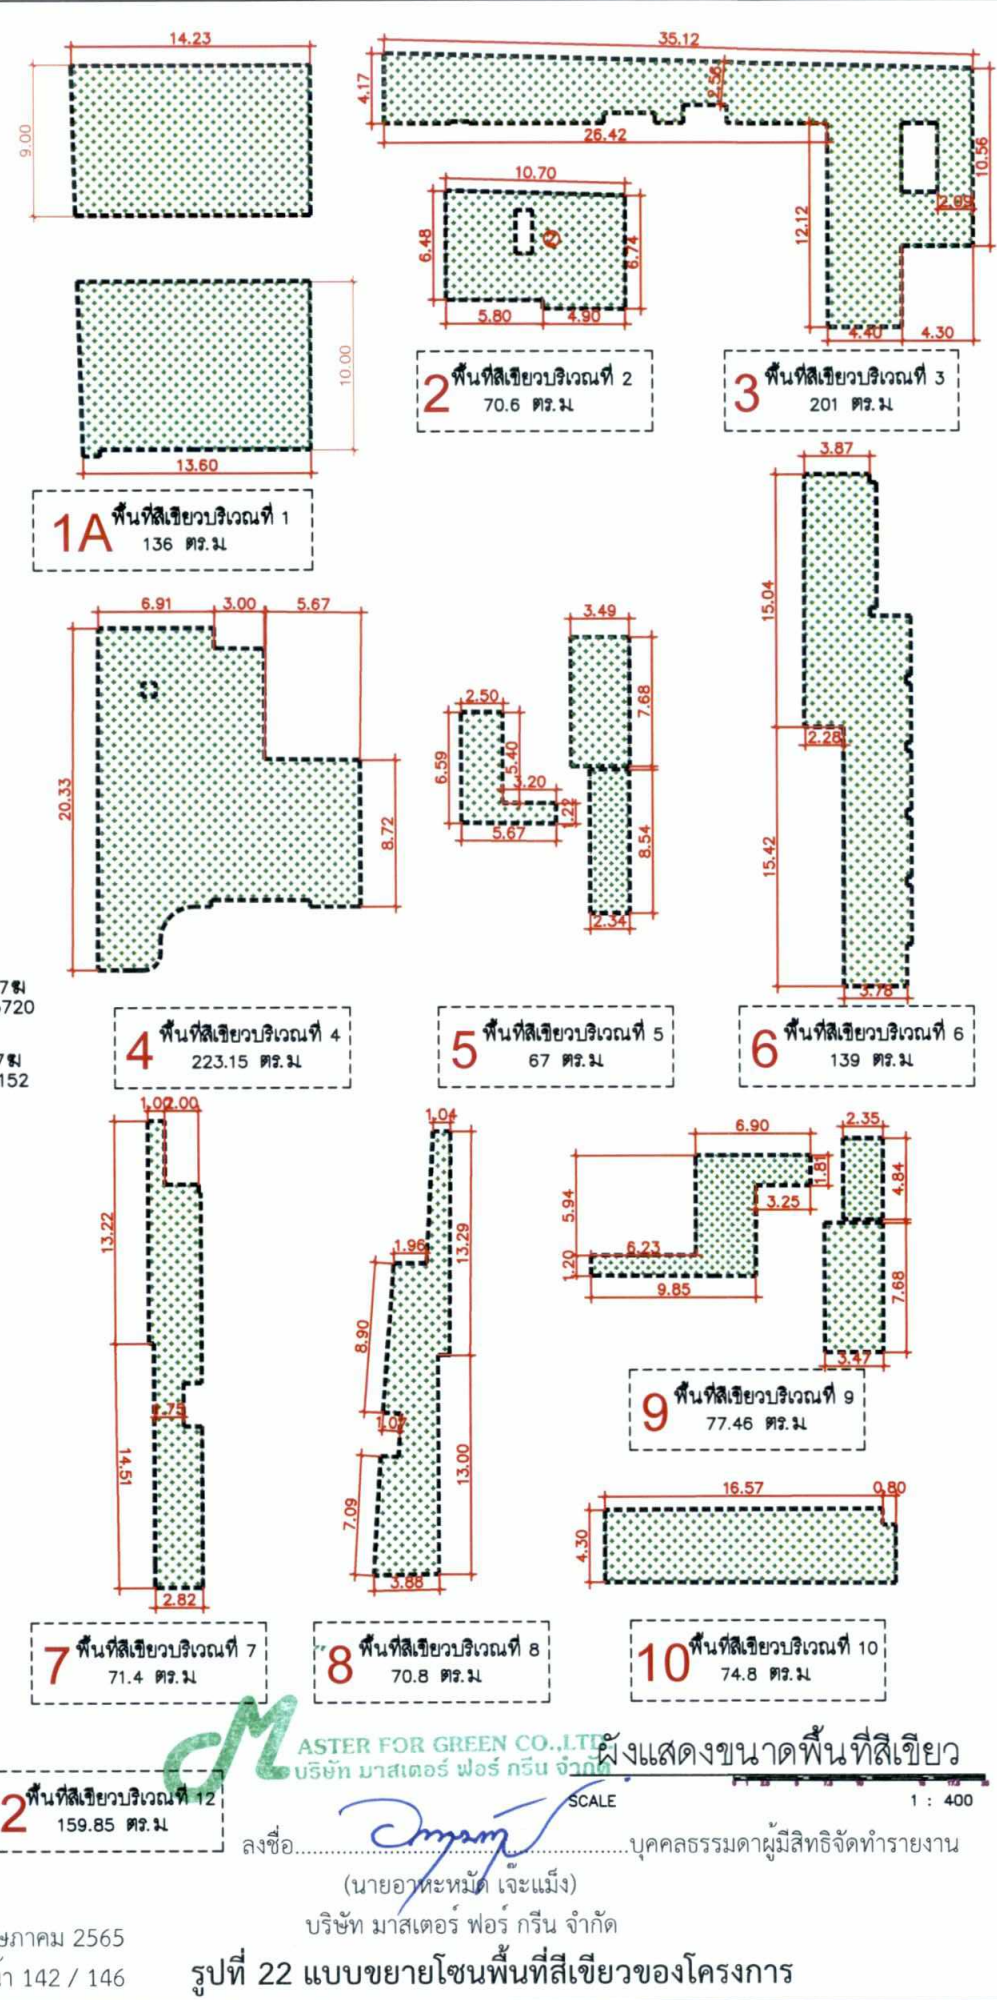 14.23
9.00
10.00
13.60
1A พื้นที่สีเขียวบริเวณที่ 1
136 ตร.ม
35.12
4.17
2.56
26.42
10.56
2.09
12.12
4.40
4.30
10.70
6.48
6.74
5.80
4.90
2 พื้นที่สีเขียวบริเวณที่ 2
70.6 ตร.ม
3 พื้นที่สีเขียวบริเวณที่ 3
201 ตร.ม
6.91
3.00
5.67
20.33
8.72
2.50
6.59
5.40
3.20
1.22
5.67
3.49
7.68
8.54
2.34
3.87
15.04
2.28
15.42
3.78
720
152
4 พื้นที่สีเขียวบริเวณที่ 4
223.15 ตร.ม
5 พื้นที่สีเขียวบริเวณที่ 5
67 ตร.ม
6 พื้นที่สีเขียวบริเวณที่ 6
139 ตร.ม
1.00
2.00
13.22
14.51
2.82
1.04
1.96
13.29
8.90
1.07
13.00
7.09
3.88
6.90
1.81
3.25
5.94
6.23
1.20
9.85
2.35
4.84
7.68
3.47
9 พื้นที่สีเขียวบริเวณที่ 9
77.46 ตร.ม
16.57
0.80
4.30
7 พื้นที่สีเขียวบริเวณที่ 7
71.4 ตร.ม
8 พื้นที่สีเขียวบริเวณที่ 8
70.8 ตร.ม
10 พื้นที่สีเขียวบริเวณที่ 10
74.8 ตร.ม
MASTER FOR GREEN CO.,LTD.
บริษัท มาสเตอร์ ฟอร์ กรีน จำกัด
ผังแสดงขนาดพื้นที่สีเขียว
SCALE 1 : 400
2 พื้นที่สีเขียวบริเวณที่ 12
159.85 ตร.ม
ลงชื่อ..........บุคคลธรรมดาผู้มีสิทธิจัดทำรายงาน
(นายอาหะหมัด เจ๊ะแม็ง)
บริษัท มาสเตอร์ ฟอร์ กรีน จำกัด
ษภาคม 2565
142 / 146
รูปที่ 22 แบบขยายโซนพื้นที่สีเขียวของโครงการ